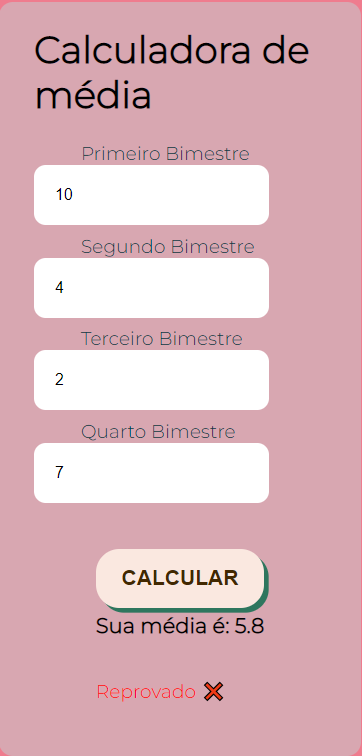 Calculadora de
média
Primeiro Bimestre
10
Segundo Bimestre
4
Terceiro Bimestre
2
Quarto Bimestre
7
CALCULAR
Sua média é: 5.8
Reprovado ❌